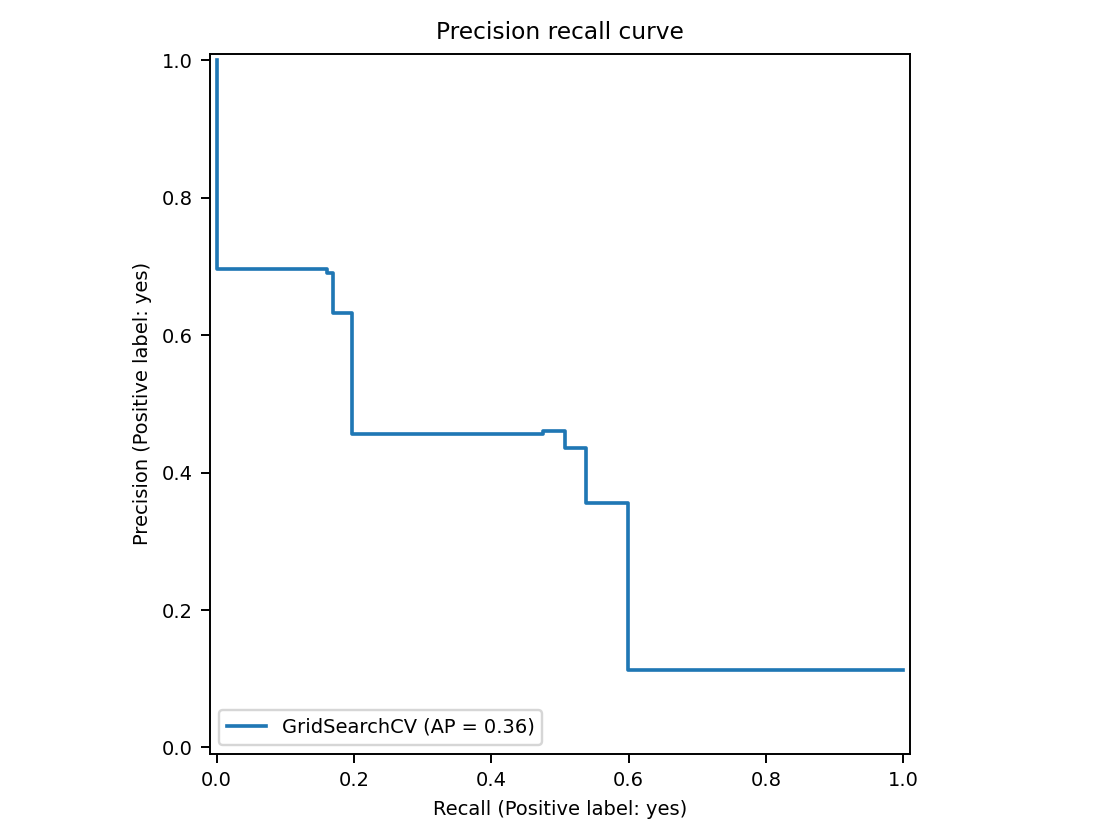 Precision recall curve
1.0
0.8
0.6
0.4
0.2
0.0
Precision (Positive label: yes)
GridSearchCV (AP = 0.36)
0.0 0.2 0.4 0.6 0.8 1.0
Recall (Positive label: yes)